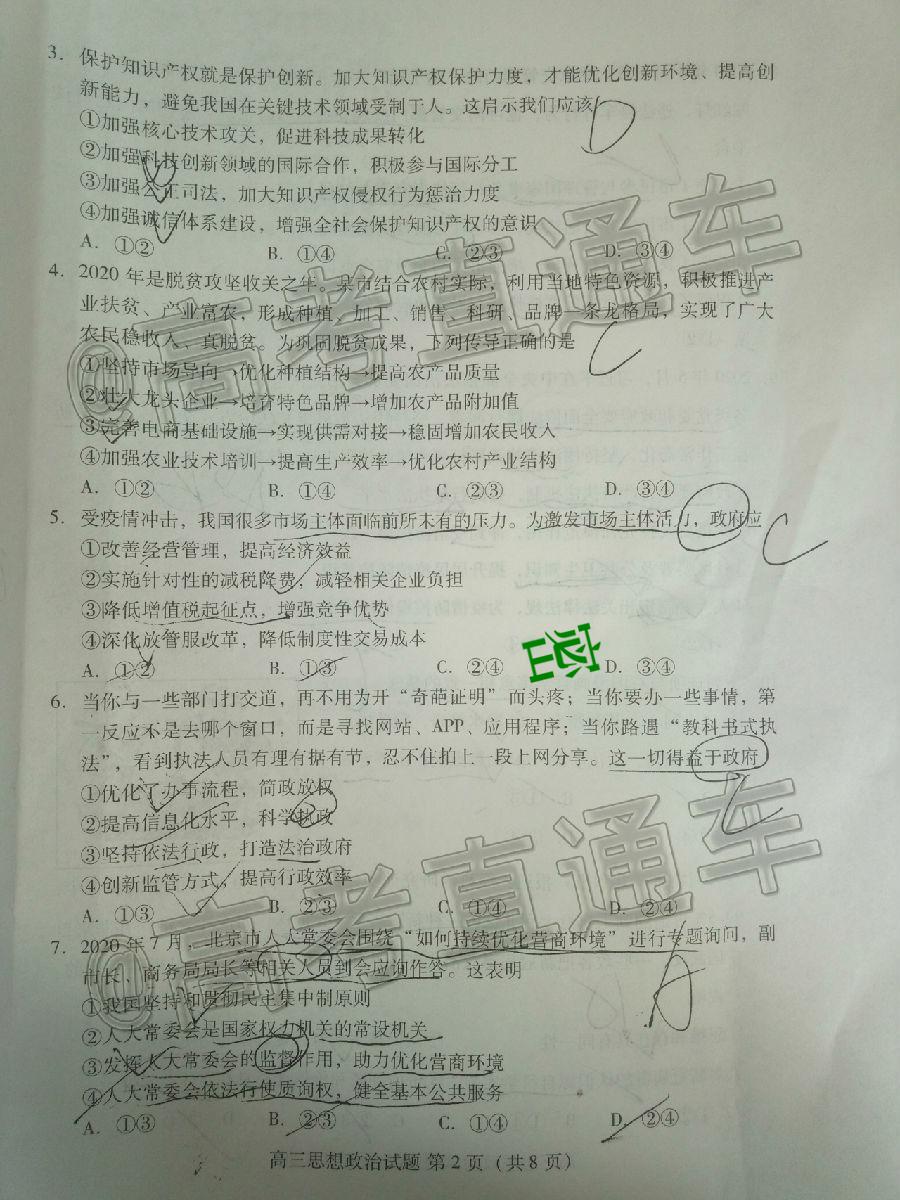 3. 保护知识产权就是保护创新。加大知识产权保护力度，才能优化创新环境、提高创
新能力，避免我国在关键技术领域受制于人。这启示我们应该 D
①加强核心技术攻关，促进科技成果转化
②加强科技创新领域的国际合作，积极参与国际分工
③加强公正司法，加大知识产权侵权行为惩治力度
④加强诚信体系建设，增强全社会保护知识产权的意识
A. ①② B. ①④ C. ②③ D. ③④
4. 2020 年是脱贫攻坚收关之年。某市结合农村实际，利用当地特色资源，积极推进产
业扶贫、产业富农，形成种植、加工、销售、科研、品牌一条龙格局，实现了广大
农民稳收入、真脱贫。为巩固脱贫成果，下列传导正确的是 C
①坚持市场导向→优化种植结构→提高农产品质量
②壮大龙头企业→培育特色品牌→增加农产品附加值
③完善电商基础设施→实现供需对接→稳固增加农民收入
④加强农业技术培训→提高生产效率→优化农村产业结构
A. ①② B. ①④ C. ②③ D. ③④
5. 受疫情冲击，我国很多市场主体面临前所未有的压力。为激发市场主体活力，政府应 C
①改善经营管理，提高经济效益
②实施针对性的减税降费，减轻相关企业负担
③降低增值税起征点，增强竞争优势
④深化放管服改革，降低制度性交易成本
A. ①② B. ①③ C. ②④ D. ③④
密
6. 当你与一些部门打交道，再不用为开“奇葩证明”而头疼；当你要办一些事情，第
一反应不是去哪个窗口，而是寻找网站、APP、应用程序；当你路遇“教科书式执
法”，看到执法人员有理有据有节，忍不住拍上一段上网分享。这一切得益于政府
①优化了办事流程，简政放权
②提高信息化水平，科学执政
③坚持依法行政，打造法治政府
④创新监管方式，提高行政效率
A. ①③ B. ②③ C. ①④ D. ②④
7. 2020 年 7 月，北京市人大常委会围绕“如何持续优化营商环境”进行专题询问，副
市长、商务局局长等相关人员到会应询作答。这表明 A
①我国坚持和贯彻民主集中制原则
②人大常委会是国家权力机关的常设机关
③发挥人大常委会的监督作用，助力优化营商环境
④人大常委会依法行使质询权，健全基本公共服务
A. ①③ B. ②③ C. ①④ D. ②④
高三思想政治试题 第 2 页（共 8 页）
@高考直通车
@高考直通车